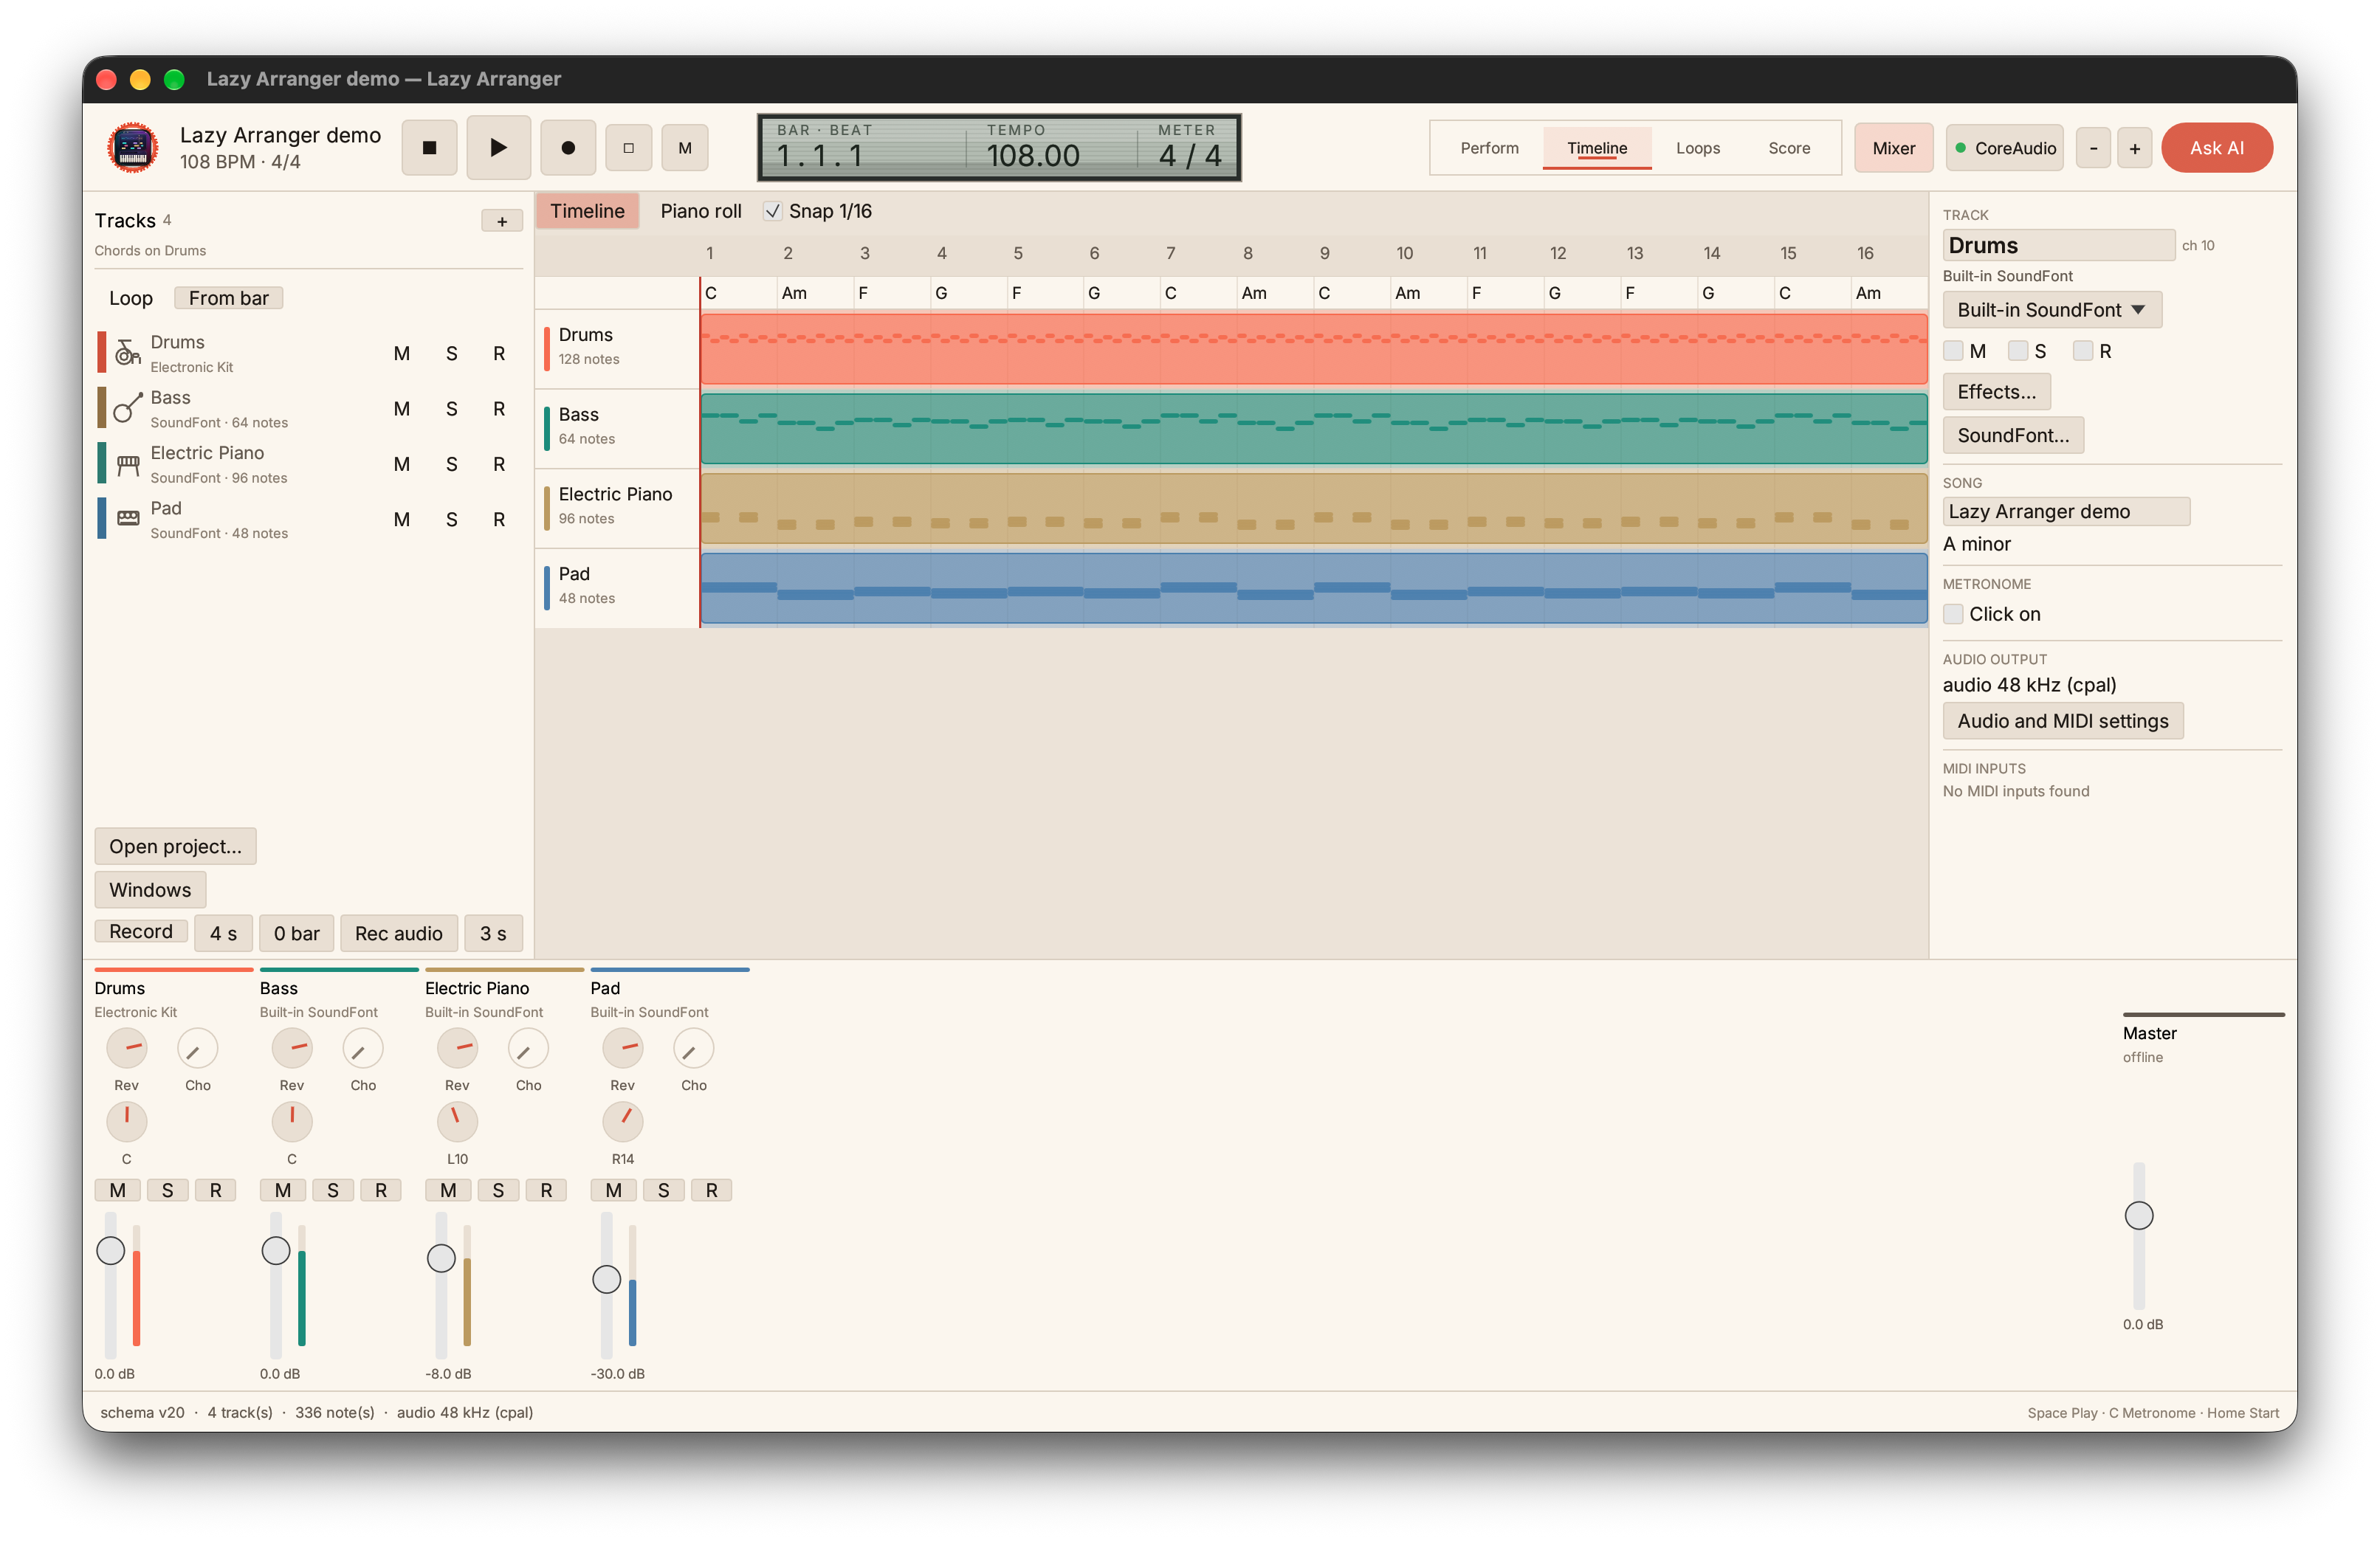 Lazy Arranger demo — Lazy Arranger
Lazy Arranger demo
108 BPM · 4/4
M
BAR · BEAT TEMPO METER
1.1.1 108.00 4/4
Perform Timeline Loops Score
Mixer
CoreAudio
- +
Ask AI
Tracks 4
+
Chords on Drums
Loop From bar
Drums
Electronic Kit
M S R
Bass
SoundFont · 64 notes
M S R
Electric Piano
SoundFont · 96 notes
M S R
Pad
SoundFont · 48 notes
M S R
Open project...
Windows
Record 4 s 0 bar Rec audio 3 s
Timeline Piano roll Snap 1/16
1 2 3 4 5 6 7 8 9 10 11 12 13 14 15 16
C Am F G F G C Am C Am F G F G C Am
Drums
128 notes
Bass
64 notes
Electric Piano
96 notes
Pad
48 notes
TRACK
Drums ch 10
Built-in SoundFont
Built-in SoundFont
M S R
Effects...
SoundFont...
SONG
Lazy Arranger demo
A minor
METRONOME
Click on
AUDIO OUTPUT
audio 48 kHz (cpal)
Audio and MIDI settings
MIDI INPUTS
No MIDI inputs found
Drums
Electronic Kit
Rev Cho
C
M S R
0.0 dB
Bass
Built-in SoundFont
Rev Cho
C
M S R
0.0 dB
Electric Piano
Built-in SoundFont
Rev Cho
L10
M S R
-8.0 dB
Pad
Built-in SoundFont
Rev Cho
R14
M S R
-30.0 dB
Master
offline
0.0 dB
schema v20 · 4 track(s) · 336 note(s) · audio 48 kHz (cpal)
Space Play · C Metronome · Home Start